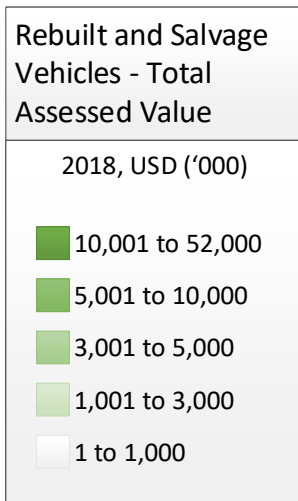 Rebuilt and Salvage
Vehicles - Total
Assessed Value
2018, USD (‘000)
10,001 to 52,000
5,001 to 10,000
3,001 to 5,000
1,001 to 3,000
1 to 1,000